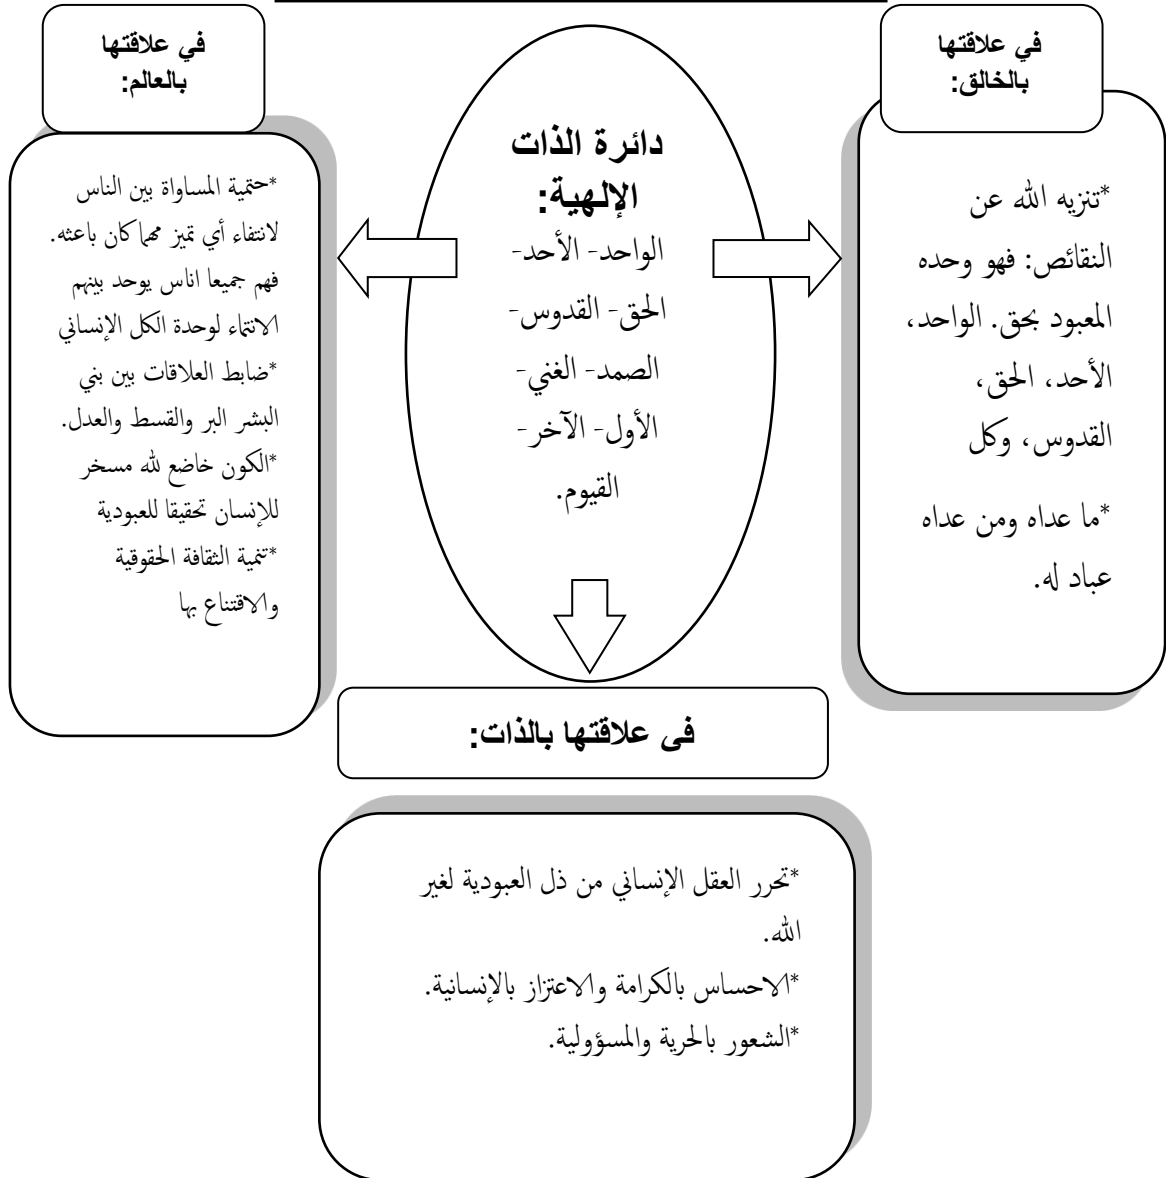 في علاقتها
بالخالق:
*تنزيه الله عن
النقائص: فهو وحده
المعبود بحق. الواحد،
الأحد، الحق،
القدوس، وكل
*ما عداه ومن عداه
عباد له.
دائرة الذات
الإلهية:
الواحد- الأحد-
الحق- القدوس-
الصمد- الغني-
الأول- الآخر-
القيوم.
في علاقتها
بالعالم:
*حتمية المساواة بين الناس
لانتفاء أي تميز مهما كان باعثه.
فهم جميعا اناس يوحد بينهم
الانتماء لوحدة الكل الإنساني
*ضابط العلاقات بين بني
البشر البر والقسط والعدل.
*الكون خاضع لله مسخر
للإنسان تحقيقا للعبودية
*تنمية الثقافة الحقوقية
والاقتناع بها
في علاقتها بالذات:
*تحرر العقل الإنساني من ذل العبودية لغير
الله.
*الاحساس بالكرامة والاعتزاز بالإنسانية.
*الشعور بالحرية والمسؤولية.